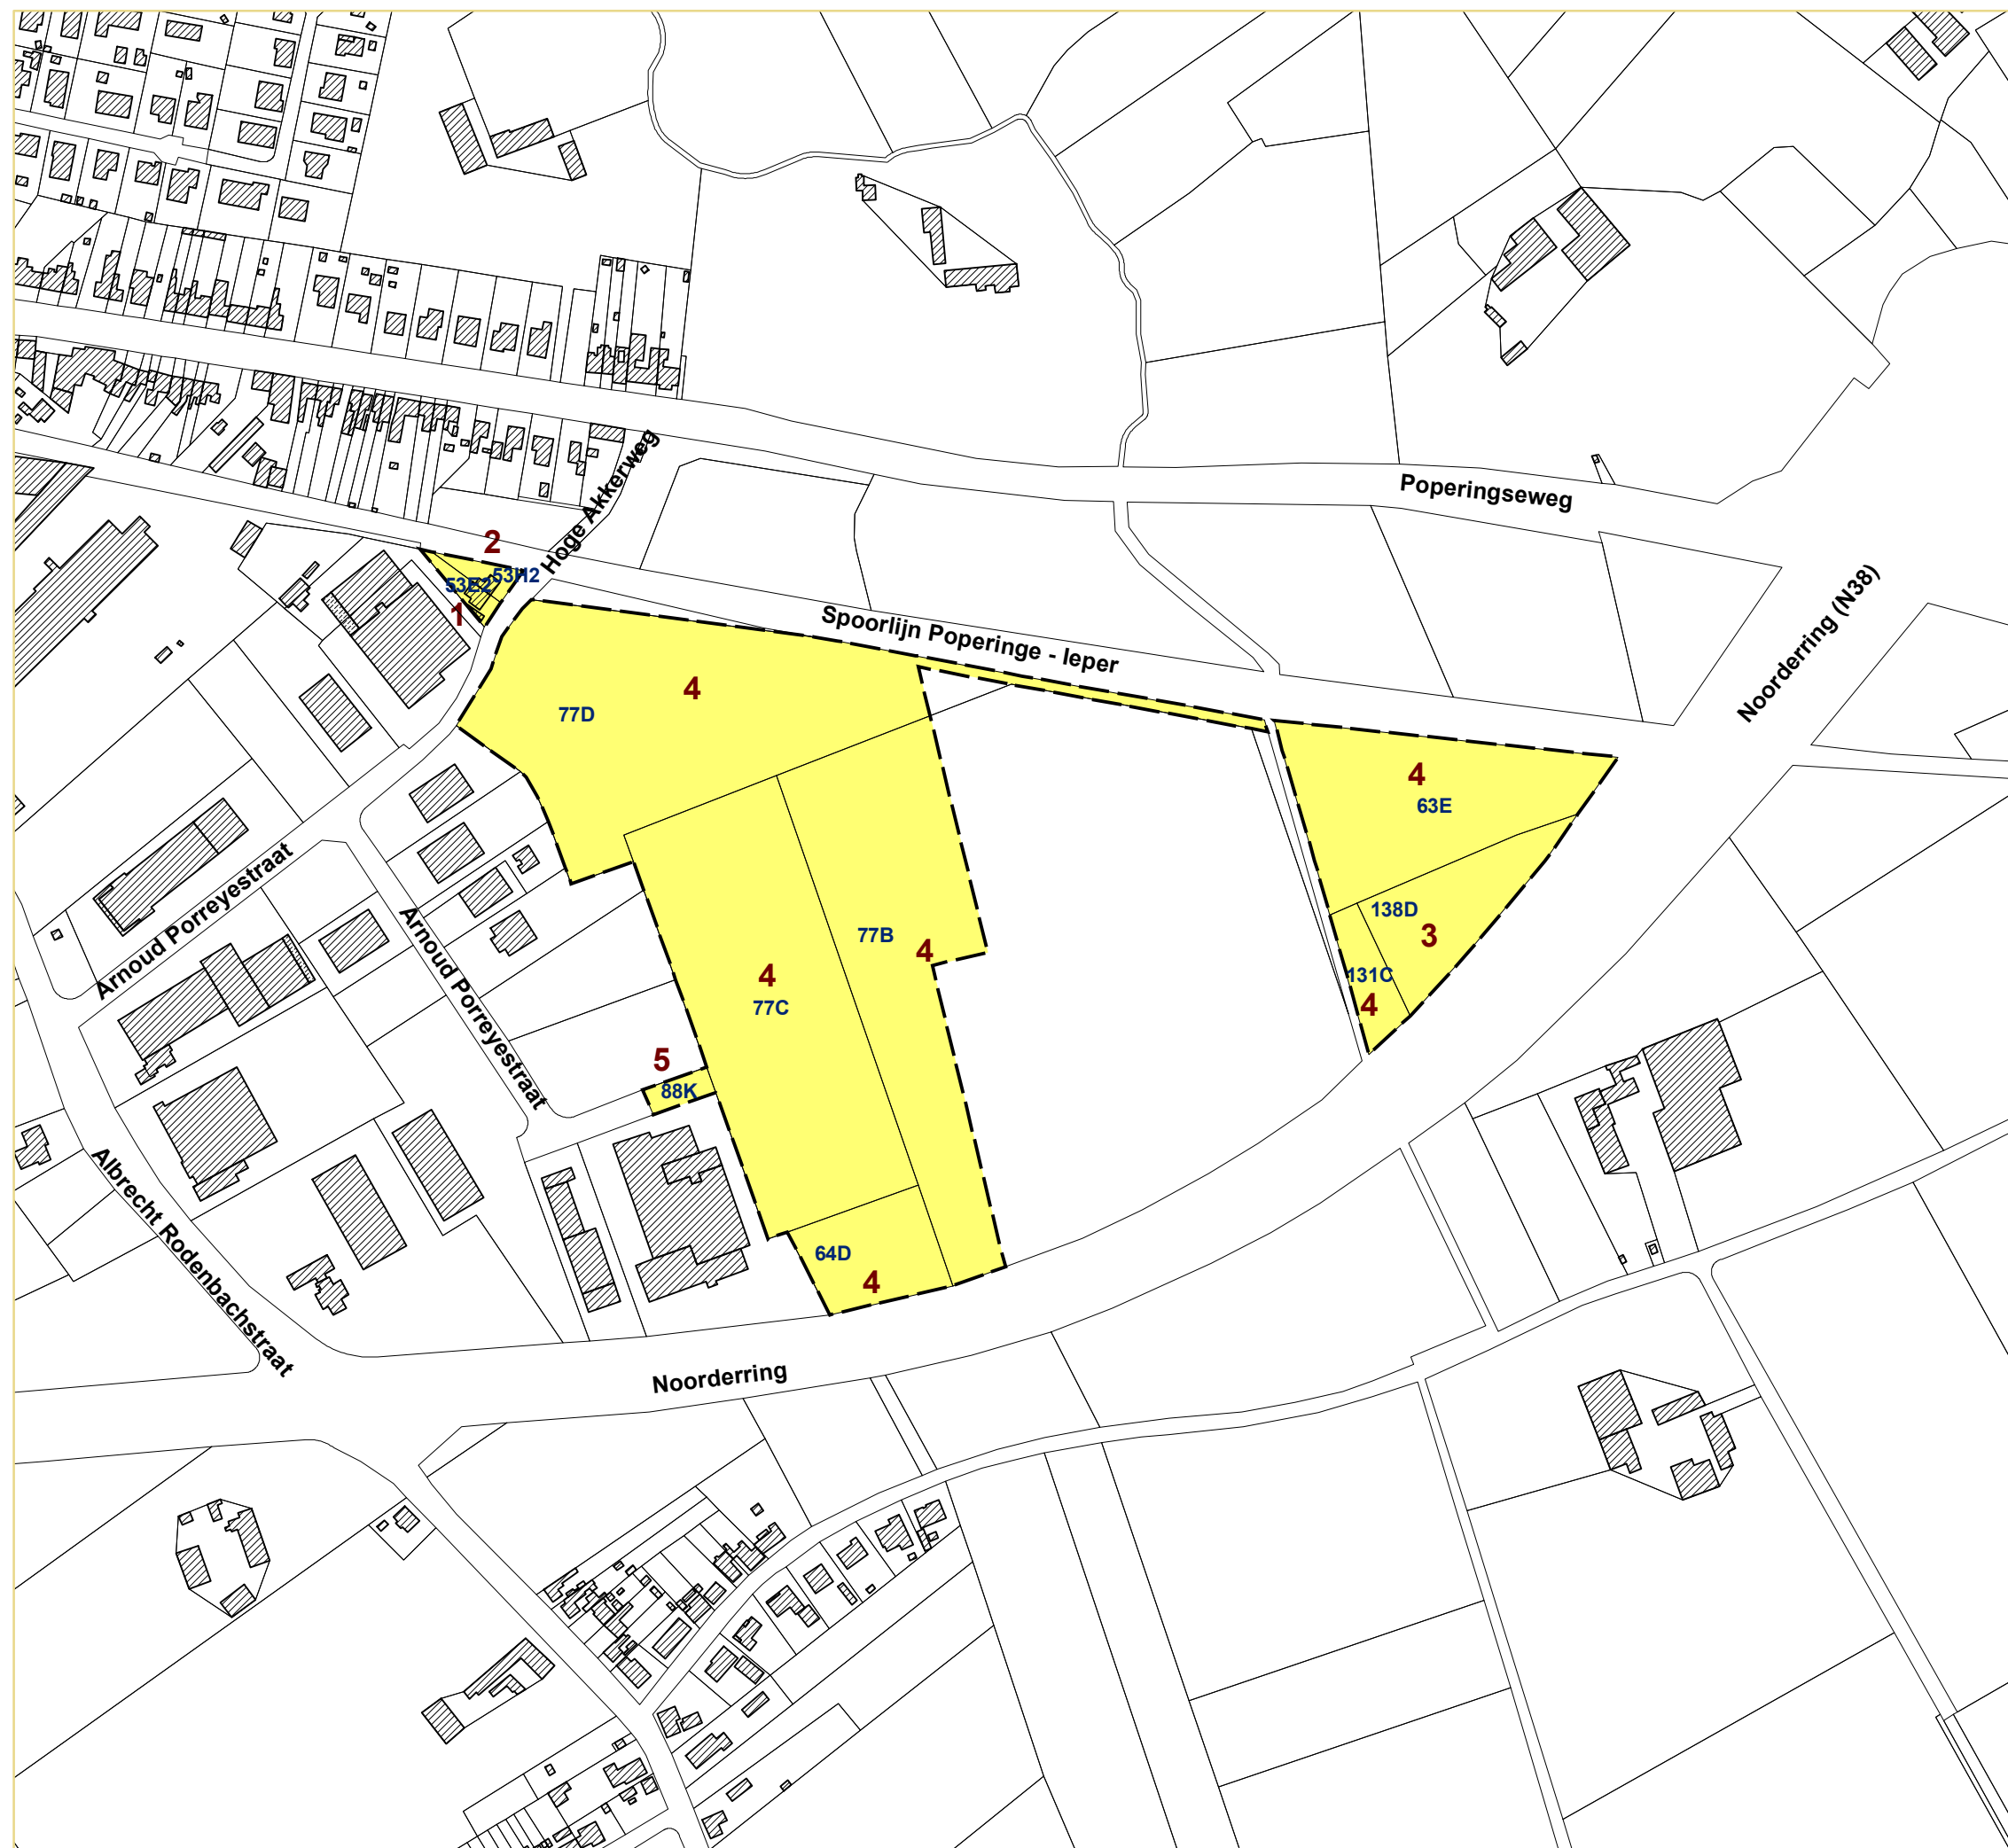 Hoge Akkerweg
Poperingseweg
2
53E2
53H2
1
Spoorlijn Poperinge - Ieper
Noorderring (N38)
4
77D
4
63E
138D
3
131C
4
77B
4
4
77C
Arnoud Porreyestraat
Arnoud Porreyestraat
5
88K
Albrecht Rodenbachstraat
64D
4
Noorderring